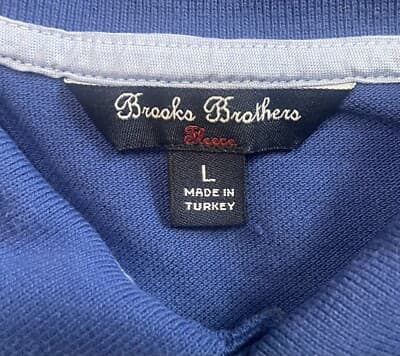 Brooks Brothers
Fleece
L
MADE IN
TURKEY